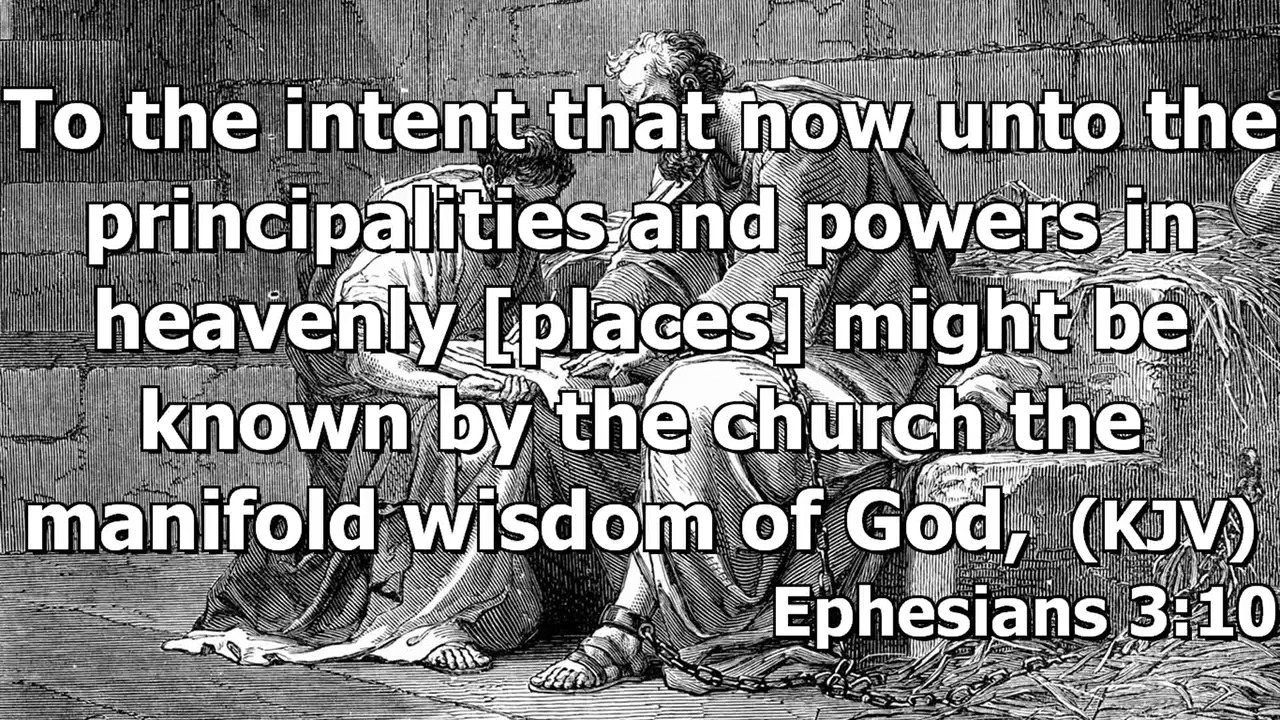 To the intent that now unto the
principalities and powers in
heavenly [places] might be
known by the church the
manifold wisdom of God, (KJV)
Ephesians 3:10